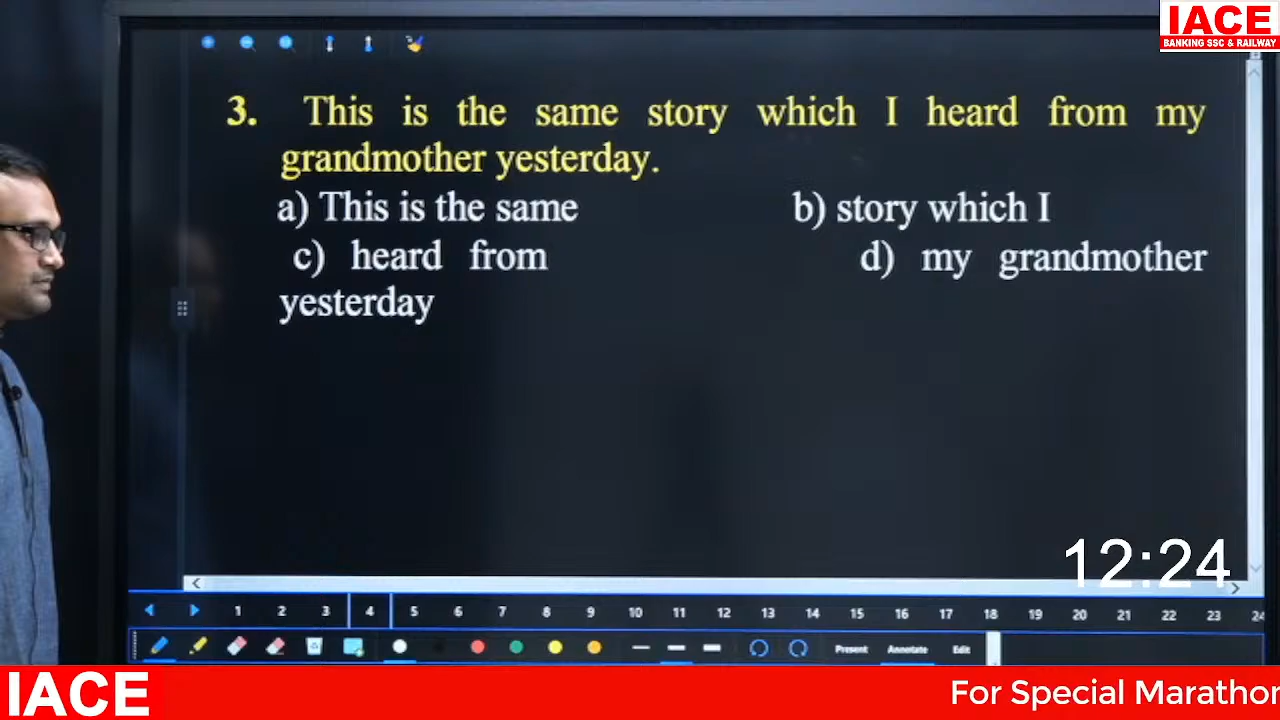 IACE
BANKING SSC & RAILWAY
3. This is the same story which I heard from my
grandmother yesterday.
a) This is the same b) story which I
c) heard from d) my grandmother
yesterday
12:24
1 2 3 4 5 6 7 8 9 10 11 12 13 14 15 16 17 18 19 20 21 22 23 24
Present Annotate Edit
IACE For Special Marathon